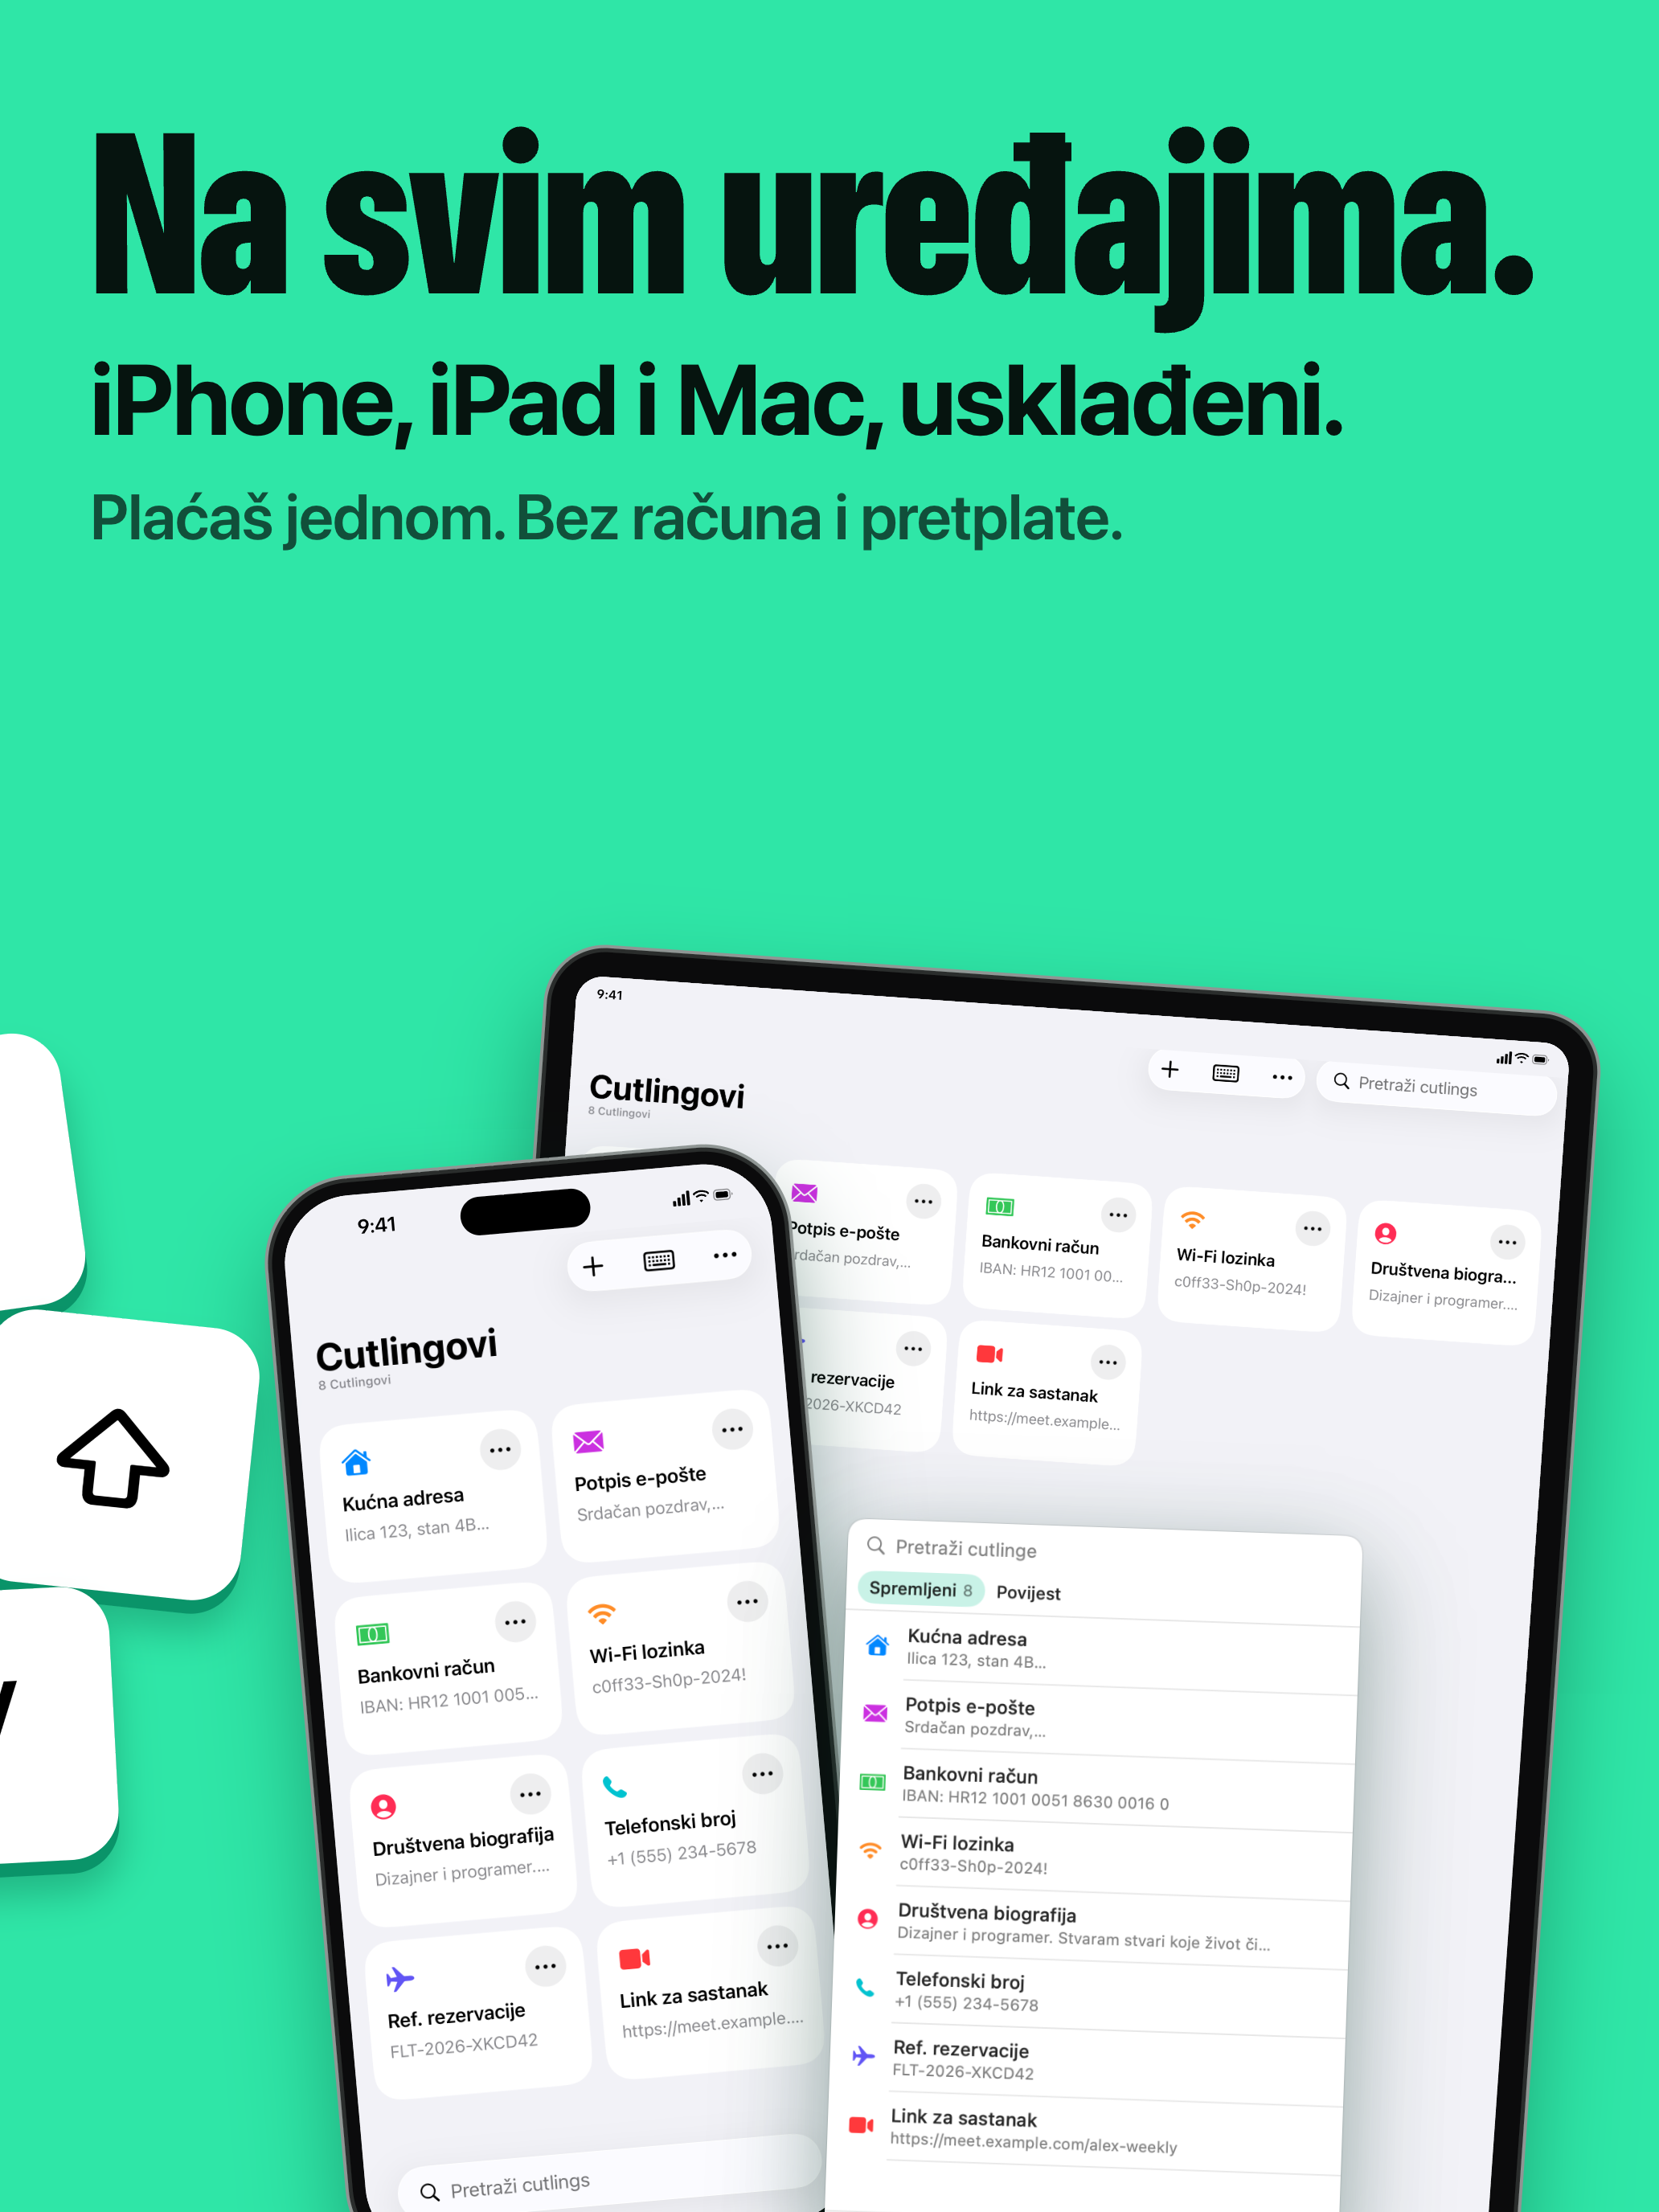 Na svim uređajima.
iPhone, iPad i Mac, usklađeni.
Plaćaš jednom. Bez računa i pretplate.
9:41
Pretraži cutlings
Cutlingovi
8 Cutlingovi
Potpis e-pošte
rdačan pozdrav,...
Bankovni račun
IBAN: HR12 1001 00...
Wi-Fi lozinka
c0ff33-Sh0p-2024!
Društvena biogra...
Dizajner i programer....
rezervacije
2026-XKCD42
Link za sastanak
https://meet.example...
9:41
Cutlingovi
8 Cutlingovi
Kućna adresa
Ilica 123, stan 4B...
Potpis e-pošte
Srdačan pozdrav,...
Bankovni račun
IBAN: HR12 1001 005...
Wi-Fi lozinka
c0ff33-Sh0p-2024!
Društvena biografija
Dizajner i programer....
Telefonski broj
+1 (555) 234-5678
Ref. rezervacije
FLT-2026-XKCD42
Link za sastanak
https://meet.example....
Pretraži cutlings
Pretraži cutlinge
Spremljeni 8 Povijest
Kućna adresa
Ilica 123, stan 4B...
Potpis e-pošte
Srdačan pozdrav,...
Bankovni račun
IBAN: HR12 1001 0051 8630 0016 0
Wi-Fi lozinka
c0ff33-Sh0p-2024!
Društvena biografija
Dizajner i programer. Stvaram stvari koje život či...
Telefonski broj
+1 (555) 234-5678
Ref. rezervacije
FLT-2026-XKCD42
Link za sastanak
https://meet.example.com/alex-weekly